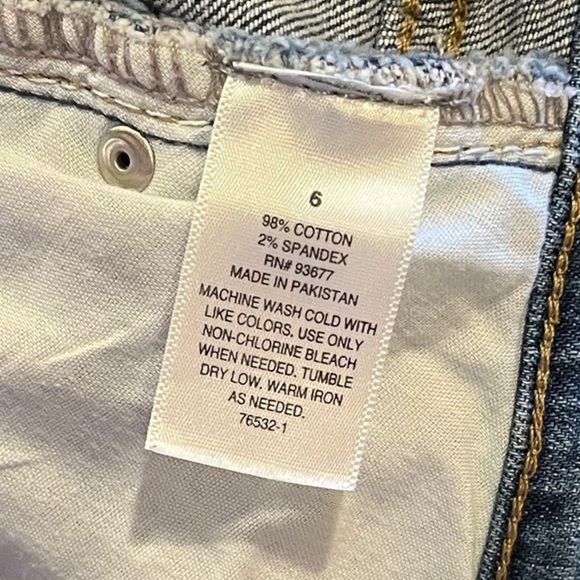 6
98% COTTON
2% SPANDEX
RN# 93677
MADE IN PAKISTAN
MACHINE WASH COLD WITH
LIKE COLORS. USE ONLY
NON-CHLORINE BLEACH
WHEN NEEDED. TUMBLE
DRY LOW. WARM IRON
AS NEEDED.
76532-1